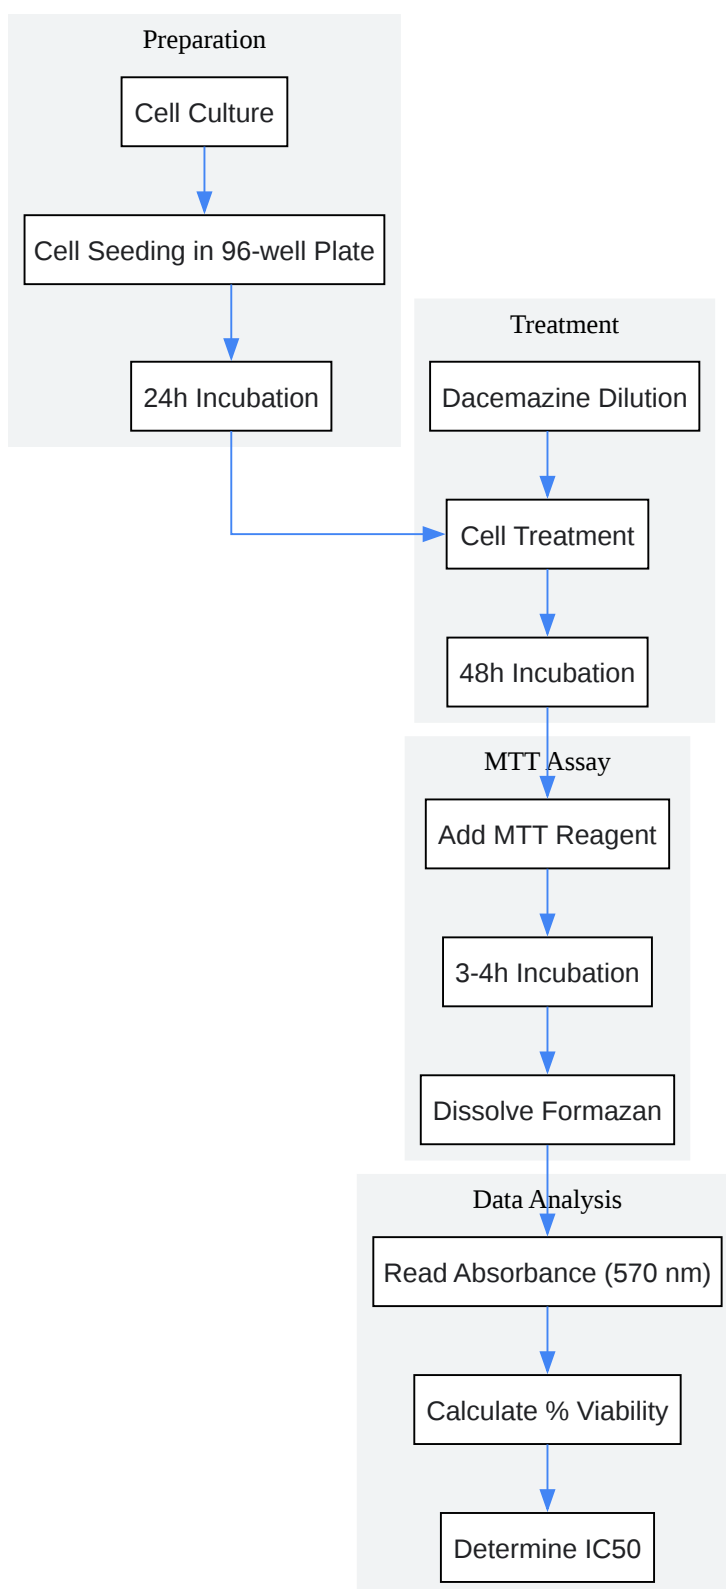 Preparation
Cell Culture
Cell Seeding in 96-well Plate
24h Incubation
Treatment
Dacemazine Dilution
Cell Treatment
48h Incubation
MTT Assay
Add MTT Reagent
3-4h Incubation
Dissolve Formazan
Data Analysis
Read Absorbance (570 nm)
Calculate % Viability
Determine IC50